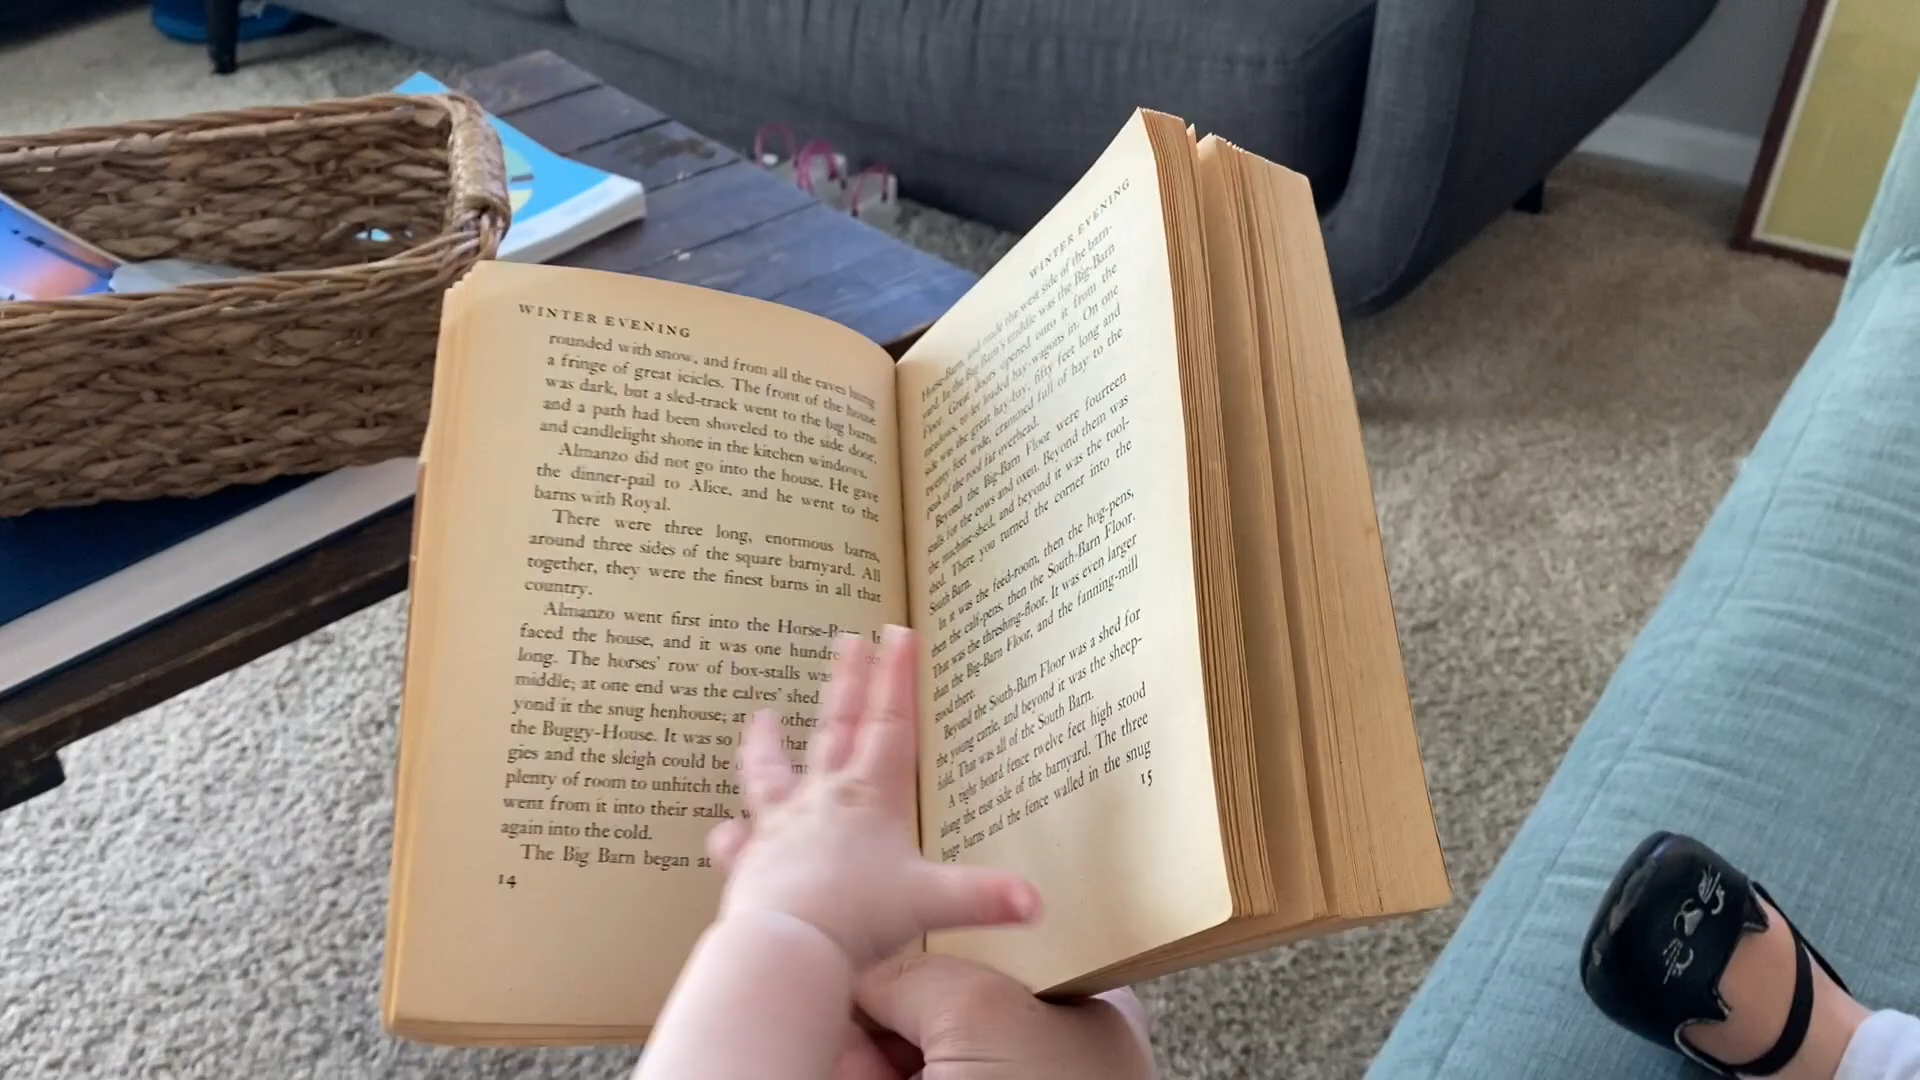 WINTER EVENING
rounded with snow, and from all the eaves hung
a fringe of great icicles. The front of the house
was dark, but a sled-track went to the big barns
and a path had been shoveled to the side door,
and candlelight shone in the kitchen windows.
Almanzo did not go into the house. He gave
the dinner-pail to Alice, and he went to the
barns with Royal.
There were three long, enormous barns,
around three sides of the square barnyard. All
together, they were the finest barns in all that
country.
Almanzo went first into the Horse-Barn. It
faced the house, and it was one hundred feet
long. The horses' row of box-stalls was
middle; at one end was the calves' shed,
yond it the snug henhouse; at other
the Buggy-House. It was so that
gies and the sleigh could be into
plenty of room to unhitch the
went from it into their stalls,
again into the cold.
The Big Barn began at
14
WINTER EVENING
Horse-Barn, and made the west side of the barn-
yard. In the Big Barn's middle was the Big-Barn
Floor. Great doors opened onto it from the
meadows, to let loaded hay-wagons in. On one
side was the great hay-bay, fifty feet long and
twenty feet wide, crammed full of hay to the
peak of the roof far overhead.
Beyond the Big-Barn Floor were fourteen
stalls for the cows and oxen. Beyond them was
the machine-shed, and beyond it was the tool-
shed. There you turned the corner into the
South Barn.
In it was the feed-room, then the hog-pens,
then the calf-pens, then the South-Barn Floor.
That was the threshing-floor. It was even larger
than the Big-Barn Floor, and the fanning-mill
stood there.
Beyond the South-Barn Floor was a shed for
the young cattle, and beyond it was the sheep-
fold. That was all of the South Barn.
A tight board fence twelve feet high stood
along the east side of the barnyard. The three
huge barns and the fence walled in the snug
15